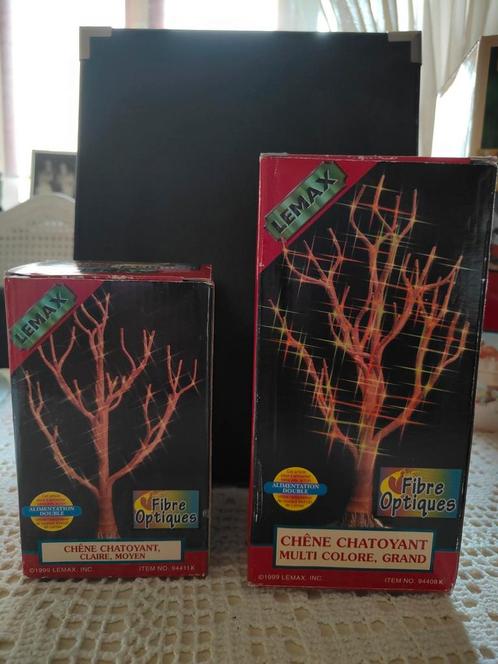 LEMAX
ALIMENTATION
DOUBLE
Fibre
Optiques
CHÊNE CHATOYANT,
CLAIRE, MOYEN
©1999 LEMAX, INC.
ITEM NO. 94411K
LEMAX
ALIMENTATION
DOUBLE
Fibre
Optiques
CHÊNE CHATOYANT
MULTI COLORE, GRAND
©1999 LEMAX, INC.
ITEM NO. 94408K